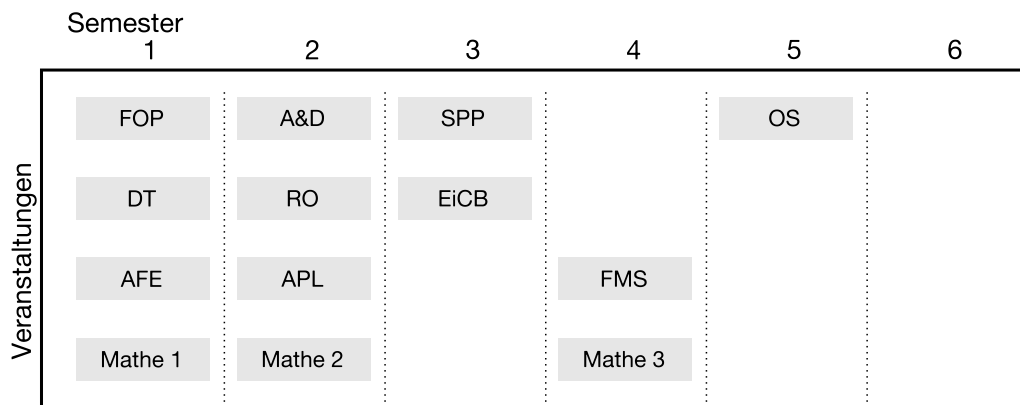 Semester
1 2 3 4 5 6
Veranstaltungen
FOP A&D SPP OS
DT RO EiCB
AFE APL FMS
Mathe 1 Mathe 2 Mathe 3